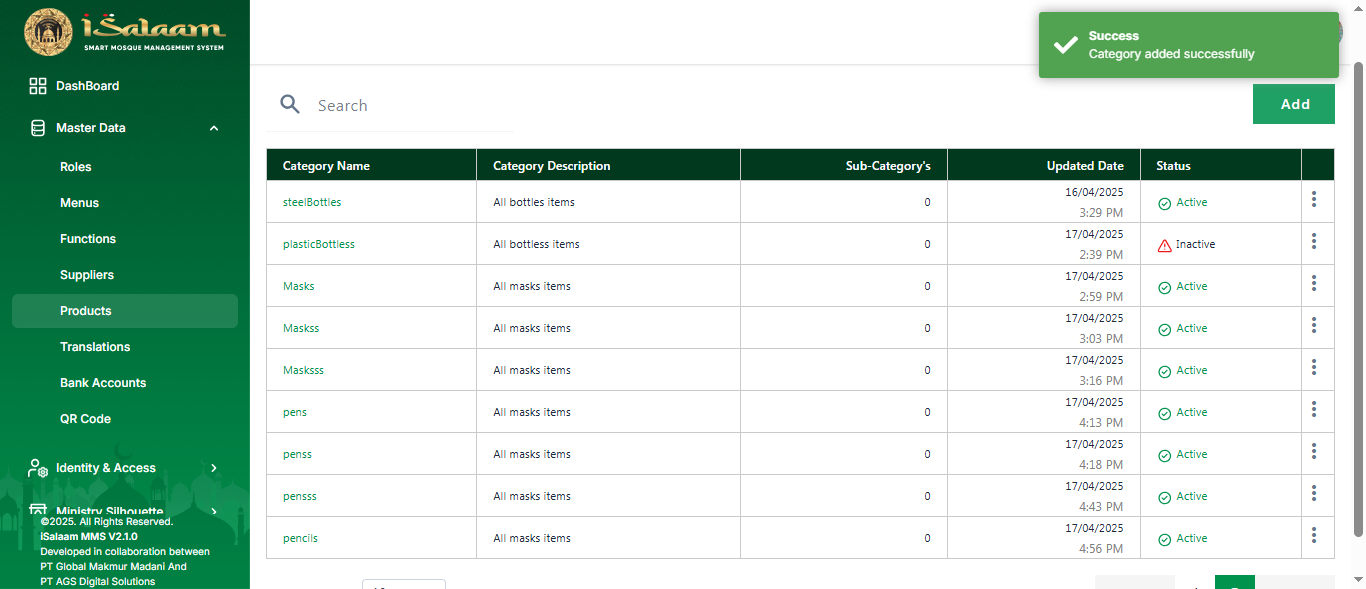 iSalaam
SMART MOSQUE MANAGEMENT SYSTEM
Success
Category added successfully
DashBoard
Master Data
Roles
Menus
Functions
Suppliers
Products
Translations
Bank Accounts
QR Code
Identity & Access
Ministry Silhouette
©2025. All Rights Reserved.
iSalaam MMS V2.1.0
Developed in collaboration between
PT Global Makmur Madani And
PT AGS Digital Solutions
Search
Add
Category Name Category Description Sub-Category's Updated Date Status
steelBottles All bottles items 0 16/04/2025 3:29 PM Active
plasticBottless All bottless items 0 17/04/2025 2:39 PM Inactive
Masks All masks items 0 17/04/2025 2:59 PM Active
Maskss All masks items 0 17/04/2025 3:03 PM Active
Masksss All masks items 0 17/04/2025 3:16 PM Active
pens All masks items 0 17/04/2025 4:13 PM Active
penss All masks items 0 17/04/2025 4:18 PM Active
pensss All masks items 0 17/04/2025 4:43 PM Active
pencils All masks items 0 17/04/2025 4:56 PM Active